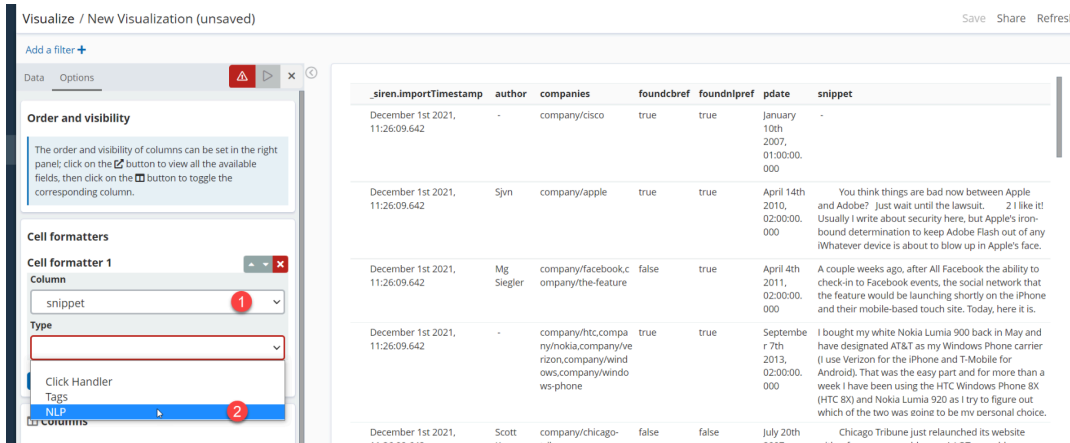 Visualize / New Visualization (unsaved)
Save Share Refres
Add a filter +
Data Options
Order and visibility
The order and visibility of columns can be set in the right
panel; click on the button to view all the available
fields, then click on the button to toggle the
corresponding column.
Cell formatters
Cell formatter 1
Column
snippet
1
Type
Click Handler
Tags
NLP
2
Columns
_siren.importTimestamp author companies foundcbref foundnlpref pdate snippet
December 1st 2021, - company/cisco true true January -
11:26:09.642 10th
2007,
01:00:00.
000
December 1st 2021, Sjvn company/apple true true April 14th You think things are bad now between Apple
11:26:09.642 2010, and Adobe? Just wait until the lawsuit. 2 I like it!
02:00:00. Usually I write about security here, but Apple's iron-
000 bound determination to keep Adobe Flash out of any
iWhatever device is about to blow up in Apple's face.
December 1st 2021, Mg company/facebook,c false true April 4th A couple weeks ago, after All Facebook the ability to
11:26:09.642 Siegler ompany/the-feature 2011, check-in to Facebook events, the social network that
02:00:00. the feature would be launching shortly on the iPhone
000 and their mobile-based touch site. Today, here it is.
December 1st 2021, - company/htc,compa true true Septembe I bought my white Nokia Lumia 900 back in May and
11:26:09.642 ny/nokia,company/ve r 7th have designated AT&T as my Windows Phone carrier
rizon,company/wind 2013, (I use Verizon for the iPhone and T-Mobile for
ows,company/windo 02:00:00. Android). That was the easy part and for more than a
ws-phone 000 week I have been using the HTC Windows Phone 8X
(HTC 8X) and Nokia Lumia 920 as I try to figure out
which of the two was going to be my personal choice.
December 1st 2021, Scott company/chicago- false false July 20th Chicago Tribune just relaunched its website